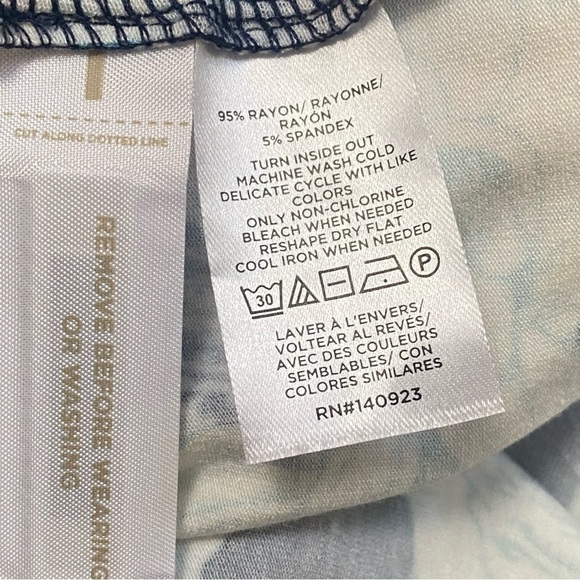 95% RAYON/ RAYONNE/
RAYÓN
5% SPANDEX
TURN INSIDE OUT
MACHINE WASH COLD
DELICATE CYCLE WITH LIKE
COLORS
ONLY NON-CHLORINE
BLEACH WHEN NEEDED
RESHAPE DRY FLAT
COOL IRON WHEN NEEDED
30
P
LAVER À L'ENVERS/
VOLTEAR AL REVÉS/
AVEC DES COULEURS
SEMBLABLES/ CON
COLORES SIMILARES
RN#140923
CUT ALONG DOTTED LINE
REMOVE BEFORE WEARING
OR WASHING